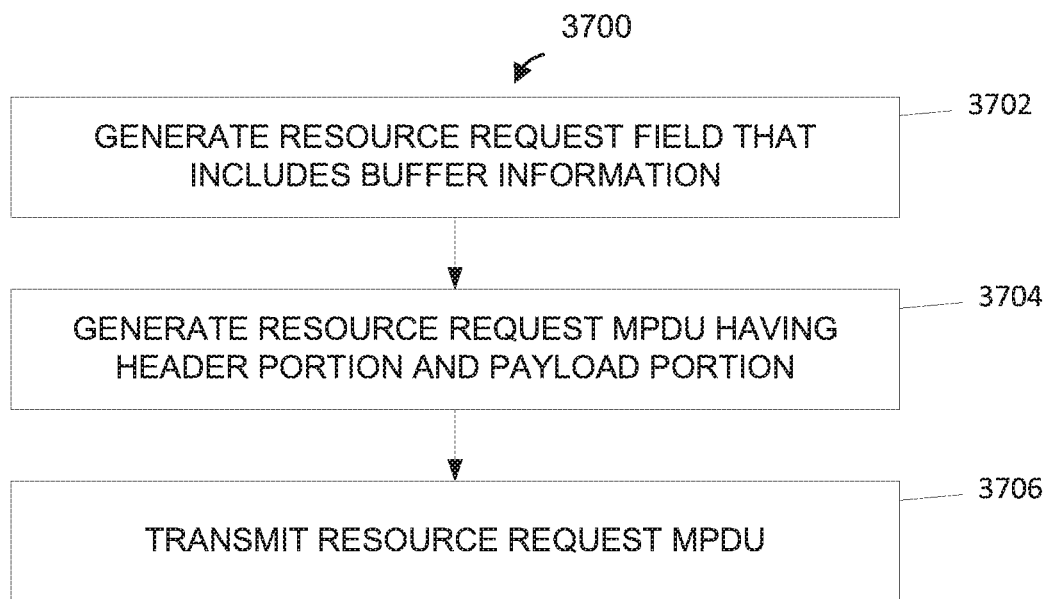 3700
3702
GENERATE RESOURCE REQUEST FIELD THAT
INCLUDES BUFFER INFORMATION
3704
GENERATE RESOURCE REQUEST MPDU HAVING
HEADER PORTION AND PAYLOAD PORTION
3706
TRANSMIT RESOURCE REQUEST MPDU